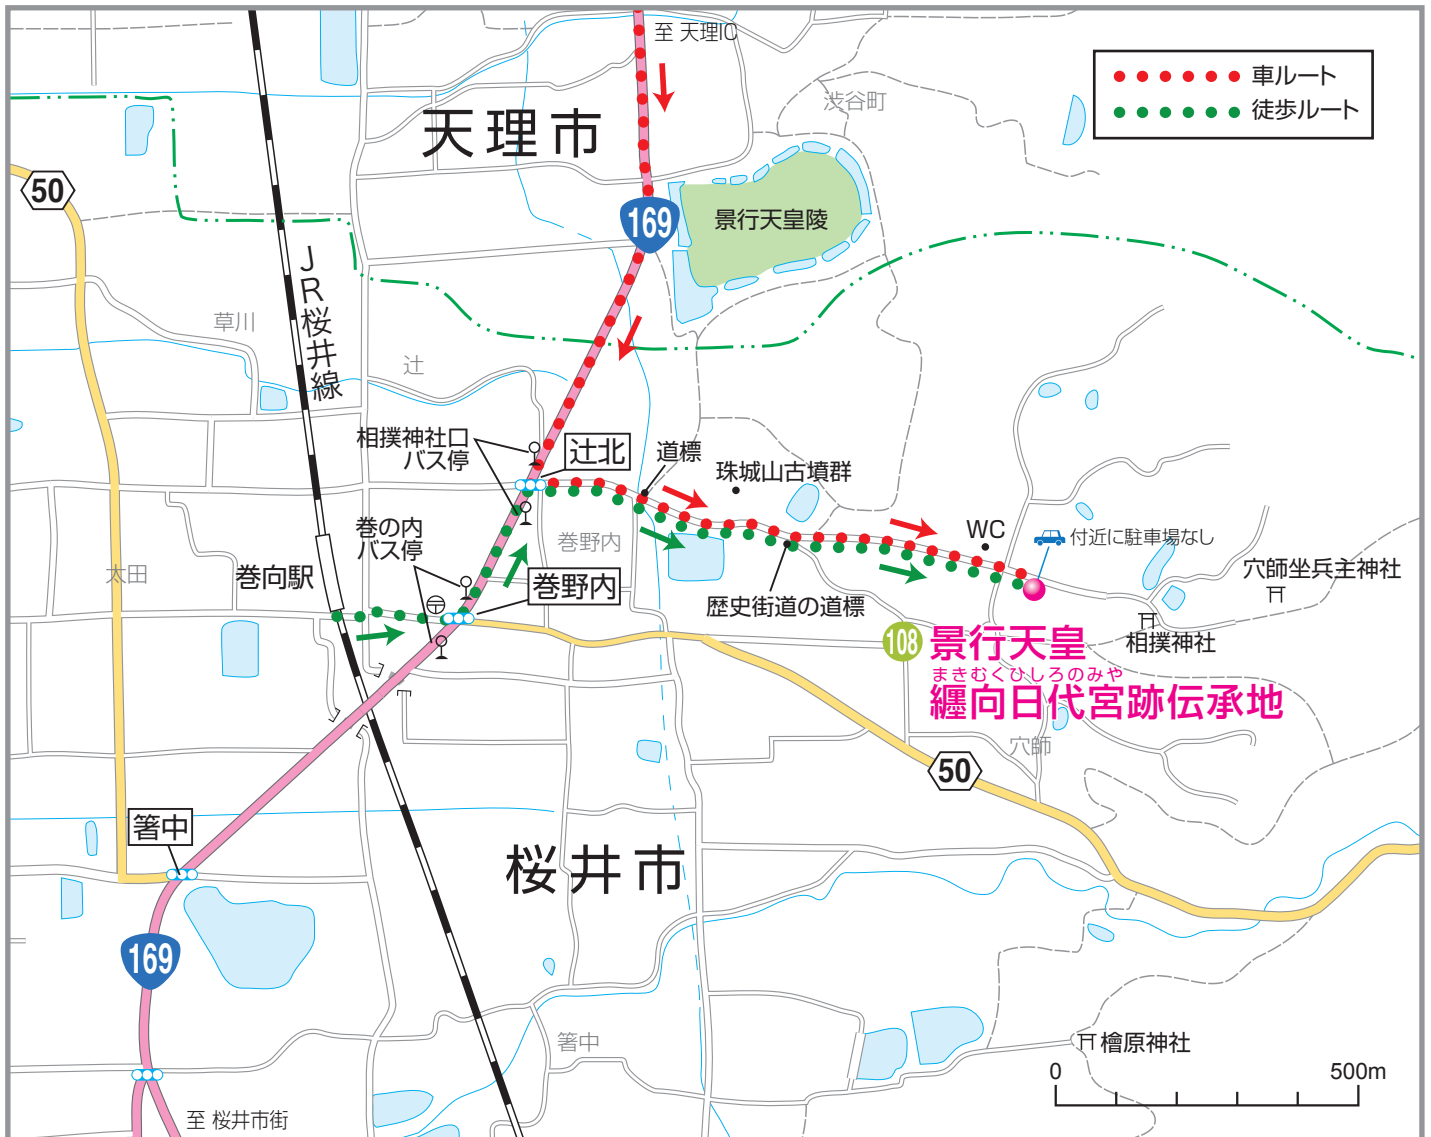 至 天理IC
車ルート
徒歩ルート
渋谷町
天理市
50
169
景行天皇陵
JR桜井線
草川
辻
相撲神社口
バス停
辻北
道標
珠城山古墳群
巻の内
バス停
巻野内
WC
付近に駐車場なし
太田
巻向駅
巻野内
歴史街道の道標
穴師坐兵主神社
相撲神社
108
景行天皇
まきむくひしろのみや
纒向日代宮跡伝承地
穴師
50
箸中
桜井市
169
箸中
檜原神社
0
500m
至 桜井市街